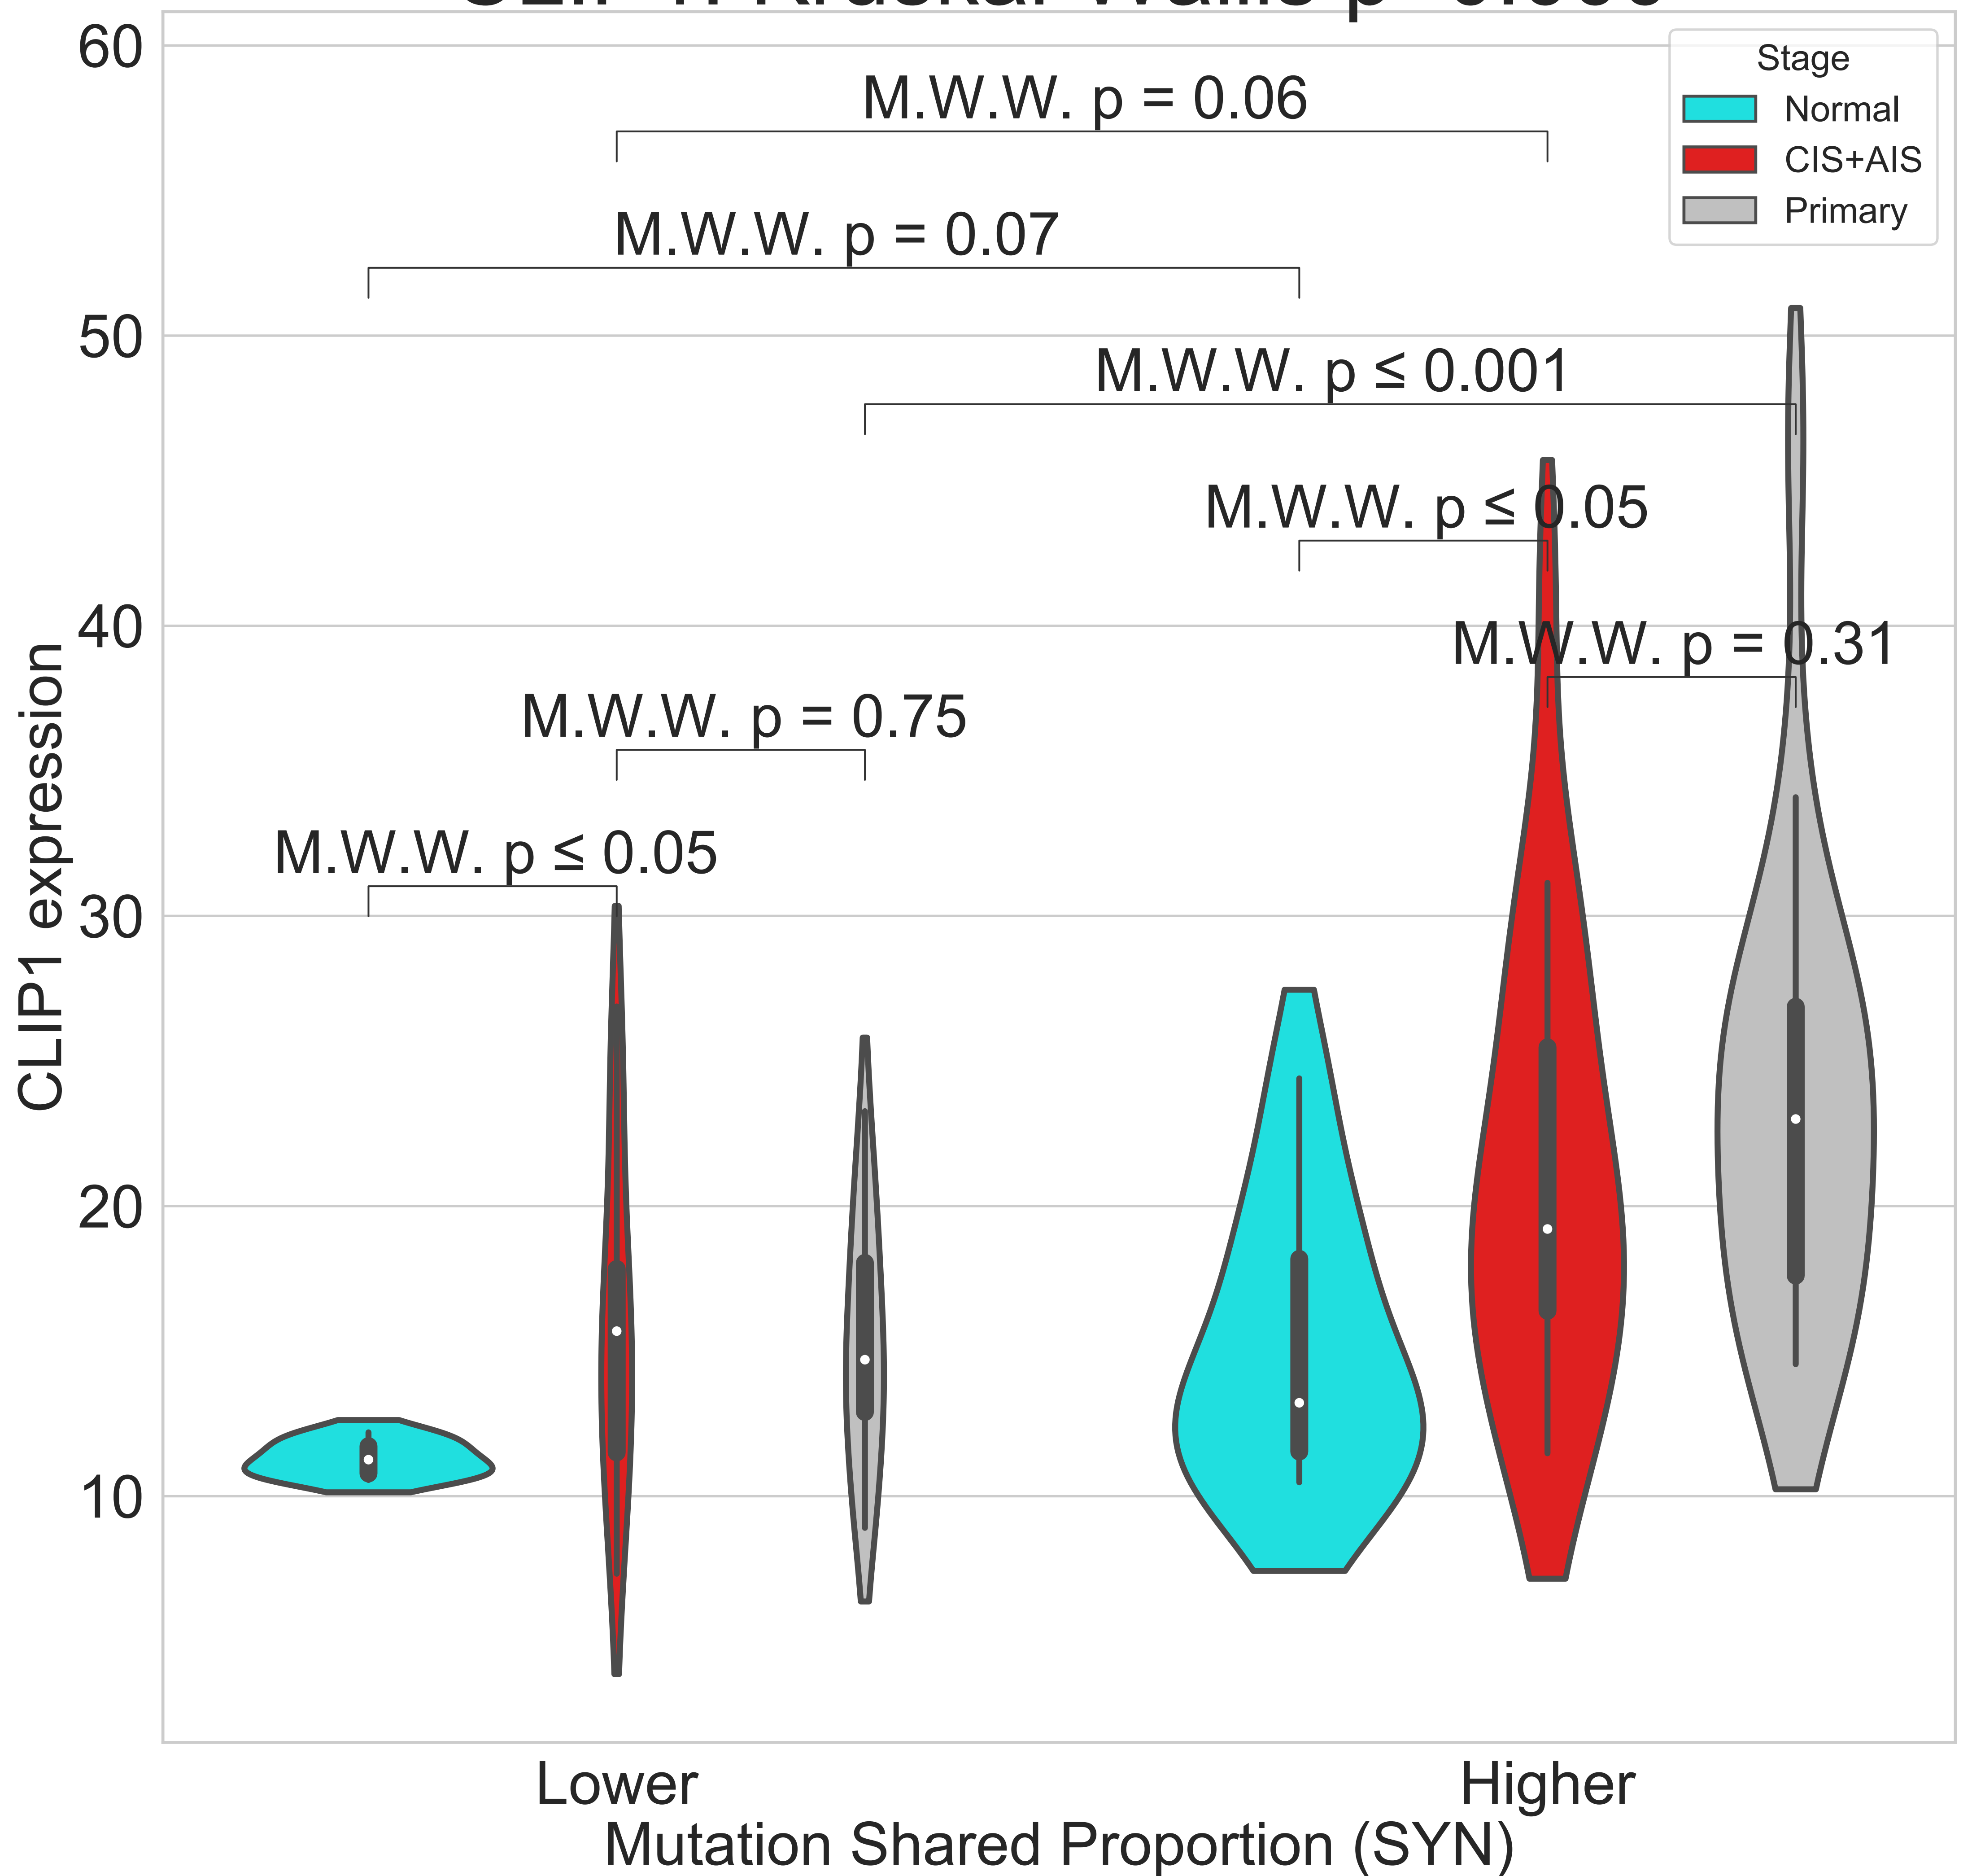 60
M.W.W. p = 0.06
Stage
Normal
CIS+AIS
Primary
M.W.W. p = 0.07
50
M.W.W. p ≤ 0.001
M.W.W. p ≤ 0.05
40
M.W.W. p = 0.31
M.W.W. p = 0.75
M.W.W. p ≤ 0.05
30
20
10
CLIP1 expression
Lower
Higher
Mutation Shared Proportion (SYN)